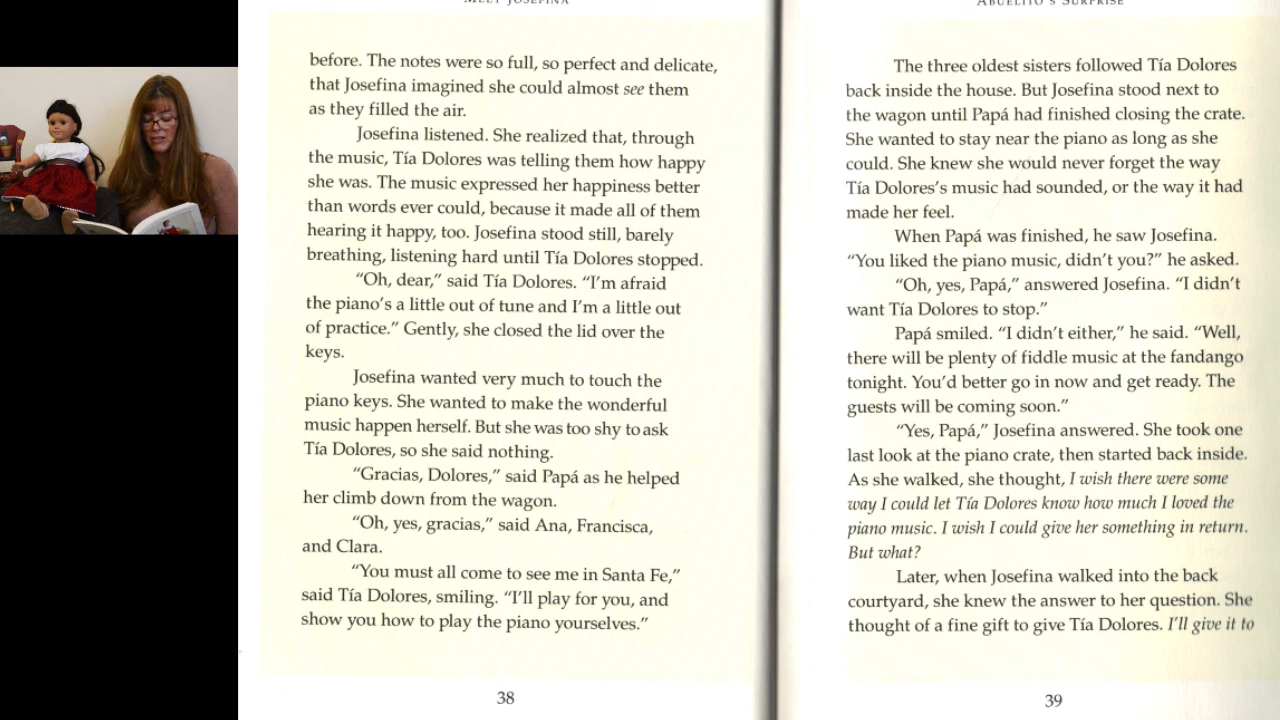 MEET JOSEFINA
before. The notes were so full, so perfect and delicate,
that Josefina imagined she could almost see them
as they filled the air.
Josefina listened. She realized that, through
the music, Tía Dolores was telling them how happy
she was. The music expressed her happiness better
than words ever could, because it made all of them
hearing it happy, too. Josefina stood still, barely
breathing, listening hard until Tía Dolores stopped.
“Oh, dear,” said Tía Dolores. “I’m afraid
the piano’s a little out of tune and I’m a little out
of practice.” Gently, she closed the lid over the
keys.
Josefina wanted very much to touch the
piano keys. She wanted to make the wonderful
music happen herself. But she was too shy to ask
Tía Dolores, so she said nothing.
“Gracias, Dolores,” said Papá as he helped
her climb down from the wagon.
“Oh, yes, gracias,” said Ana, Francisca,
and Clara.
“You must all come to see me in Santa Fe,”
said Tía Dolores, smiling. “I’ll play for you, and
show you how to play the piano yourselves.”
38
ABUELITO’S SURPRISE
The three oldest sisters followed Tía Dolores
back inside the house. But Josefina stood next to
the wagon until Papá had finished closing the crate.
She wanted to stay near the piano as long as she
could. She knew she would never forget the way
Tía Dolores’s music had sounded, or the way it had
made her feel.
When Papá was finished, he saw Josefina.
“You liked the piano music, didn’t you?” he asked.
“Oh, yes, Papá,” answered Josefina. “I didn’t
want Tía Dolores to stop.”
Papá smiled. “I didn’t either,” he said. “Well,
there will be plenty of fiddle music at the fandango
tonight. You’d better go in now and get ready. The
guests will be coming soon.”
“Yes, Papá,” Josefina answered. She took one
last look at the piano crate, then started back inside.
As she walked, she thought, I wish there were some
way I could let Tía Dolores know how much I loved the
piano music. I wish I could give her something in return.
But what?
Later, when Josefina walked into the back
courtyard, she knew the answer to her question. She
thought of a fine gift to give Tía Dolores. I’ll give it to
39